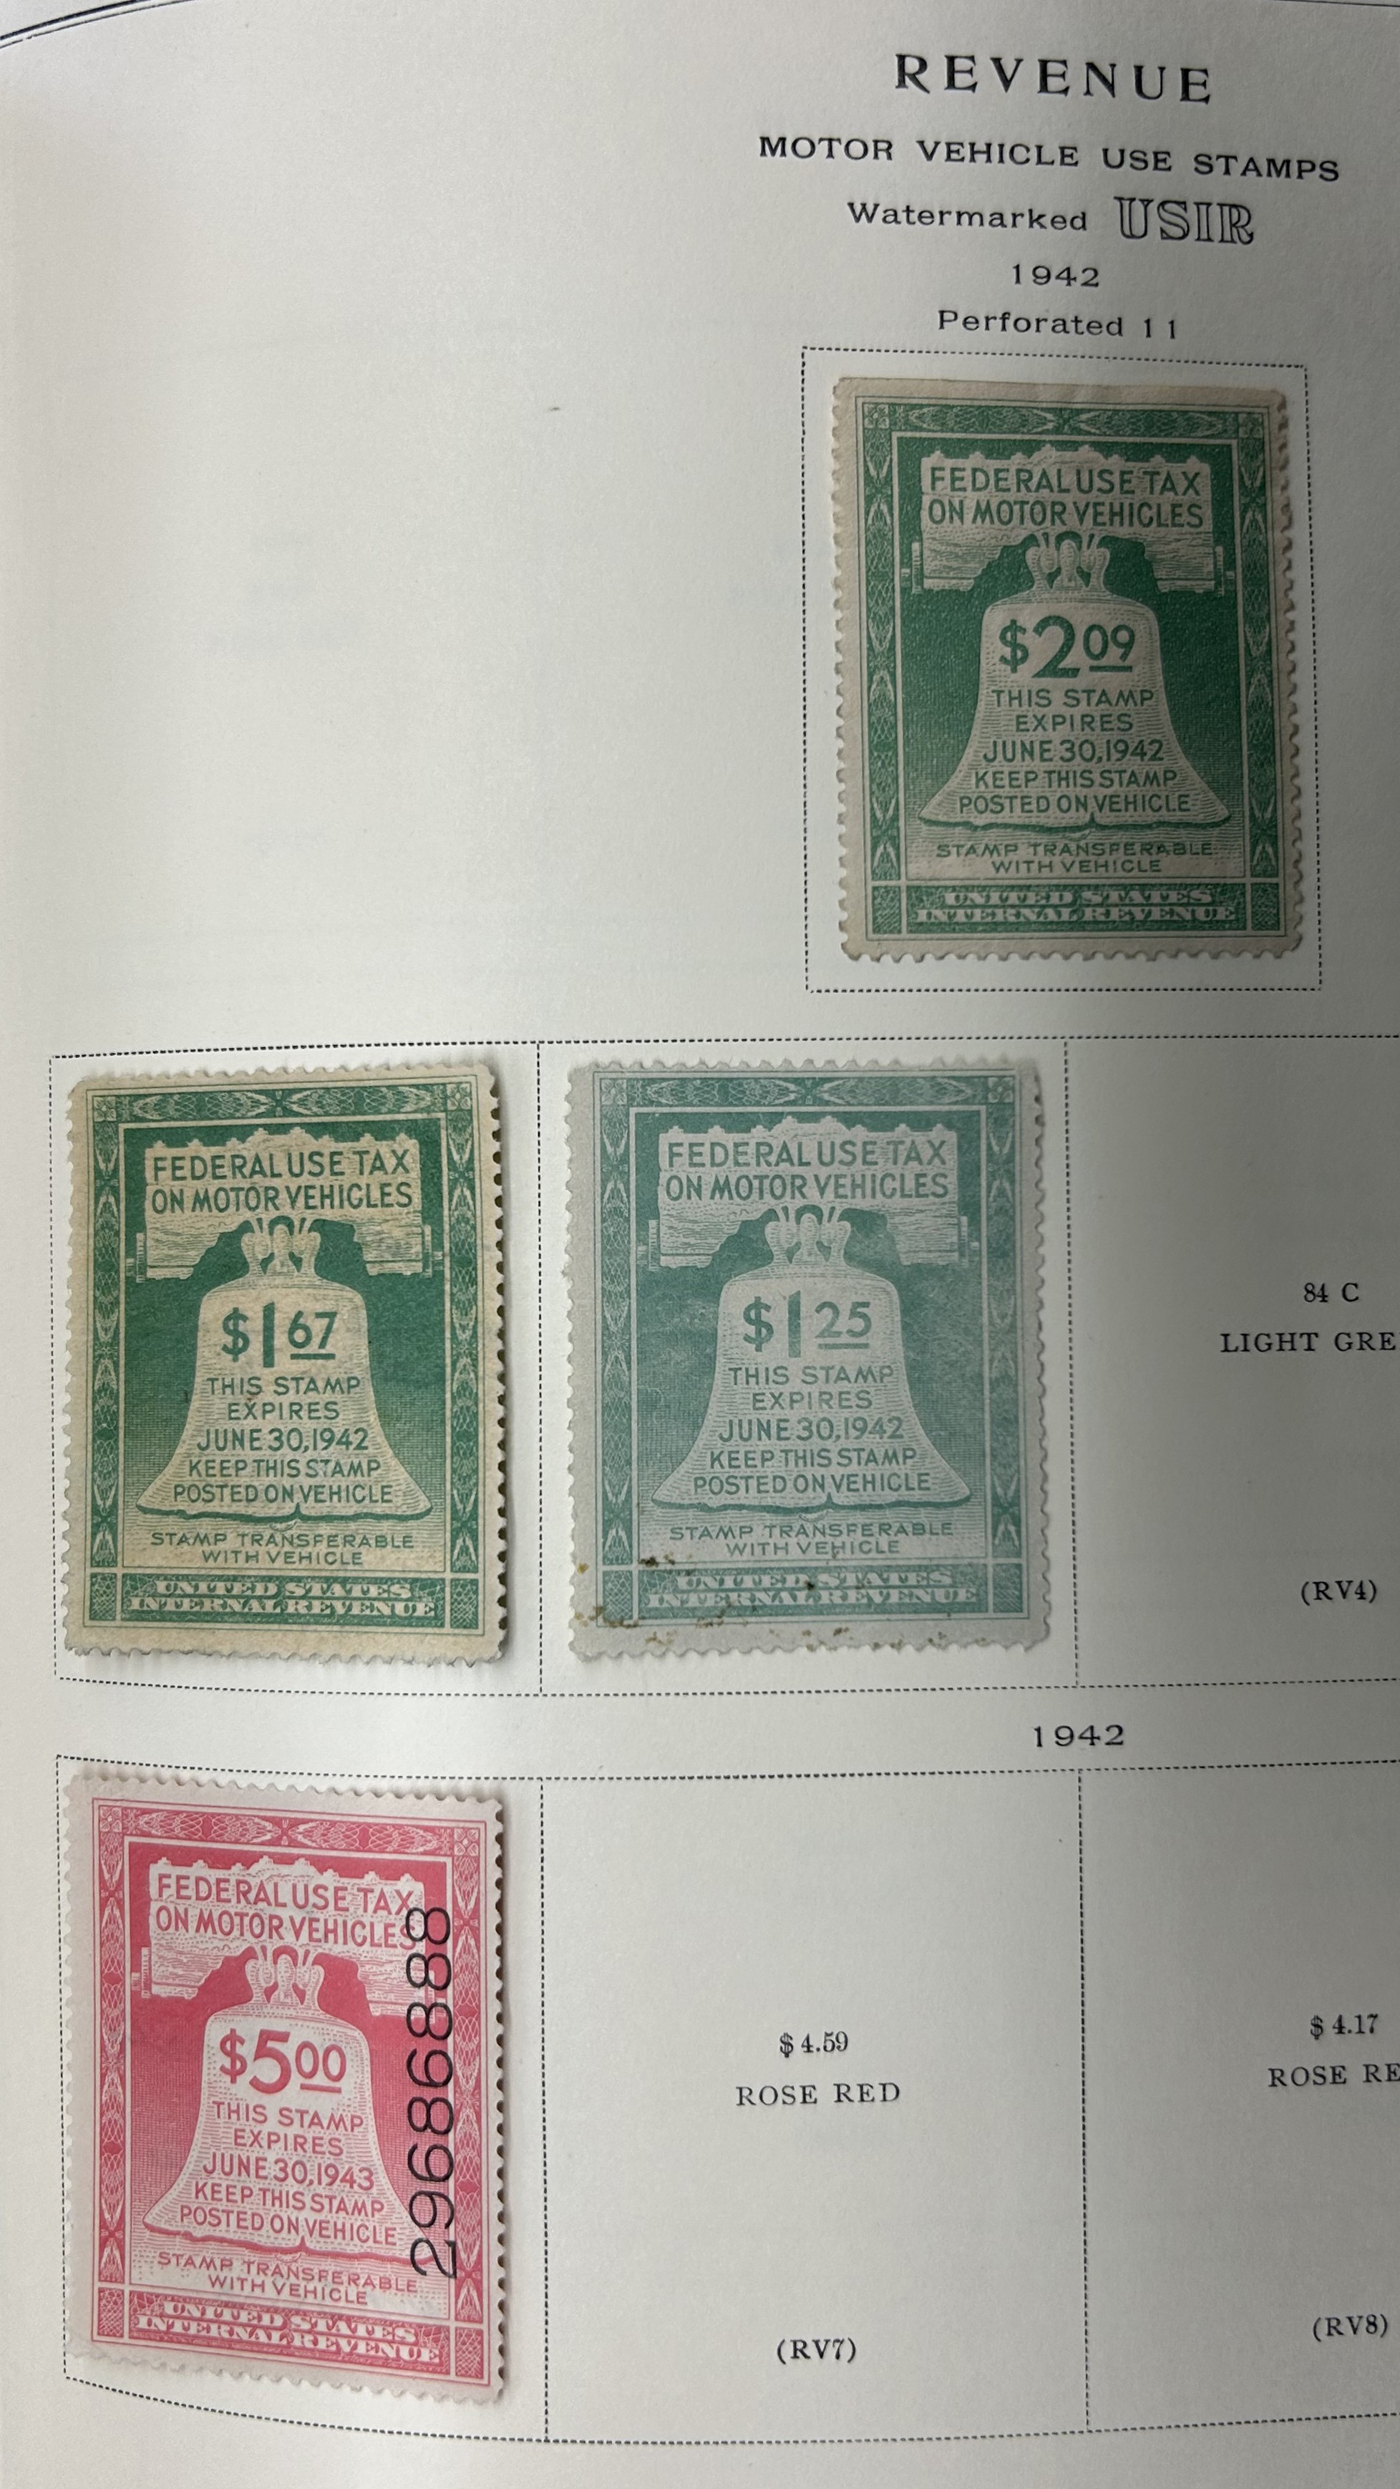 REVENUE
MOTOR VEHICLE USE STAMPS
Watermarked USIR
1942
Perforated 11
FEDERAL USE TAX
ON MOTOR VEHICLES
$2.09
THIS STAMP
EXPIRES
JUNE 30, 1942
KEEP THIS STAMP
POSTED ON VEHICLE
STAMP TRANSFERABLE
WITH VEHICLE
UNITED STATES
INTERNAL REVENUE
FEDERAL USE TAX
ON MOTOR VEHICLES
$1 67
THIS STAMP
EXPIRES
JUNE 30, 1942
KEEP THIS STAMP
POSTED ON VEHICLE
STAMP TRANSFERABLE
WITH VEHICLE
UNITED STATES
INTERNAL REVENUE
FEDERAL USE TAX
ON MOTOR VEHICLES
$1 25
THIS STAMP
EXPIRES
JUNE 30, 1942
KEEP THIS STAMP
POSTED ON VEHICLE
STAMP TRANSFERABLE
WITH VEHICLE
UNITED STATES
INTERNAL REVENUE
84 C
LIGHT GRE
(RV4)
1942
FEDERAL USE TAX
ON MOTOR VEHICLES
$5 00
THIS STAMP
EXPIRES
JUNE 30, 1943
KEEP THIS STAMP
POSTED ON VEHICLE
STAMP TRANSFERABLE
WITH VEHICLE
UNITED STATES
INTERNAL REVENUE
29686888
$ 4.59
ROSE RED
(RV7)
$ 4.17
ROSE RE
(RV8)